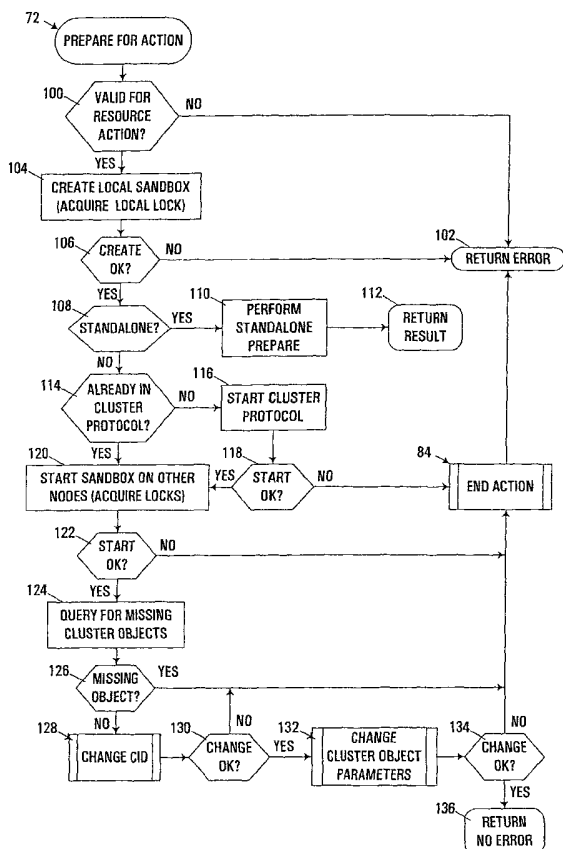 72
PREPARE FOR ACTION
100
VALID FOR
RESOURCE
ACTION?
NO
YES
104
CREATE LOCAL SANDBOX
(ACQUIRE LOCAL LOCK)
106
CREATE
OK?
NO
102
RETURN ERROR
YES
108
STANDALONE?
YES
110
PERFORM
STANDALONE
PREPARE
112
RETURN
RESULT
NO
114
ALREADY IN
CLUSTER
PROTOCOL?
NO
116
START CLUSTER
PROTOCOL
YES
120
START SANDBOX ON OTHER
NODES (ACQUIRE LOCKS)
YES
118
START
OK?
NO
84
END ACTION
122
START
OK?
NO
YES
124
QUERY FOR MISSING
CLUSTER OBJECTS
126
MISSING
OBJECT?
YES
NO
128
CHANGE CID
130
NO
CHANGE
OK?
YES
132
CHANGE
CLUSTER OBJECT
PARAMETERS
134
NO
CHANGE
OK?
YES
136
RETURN
NO ERROR